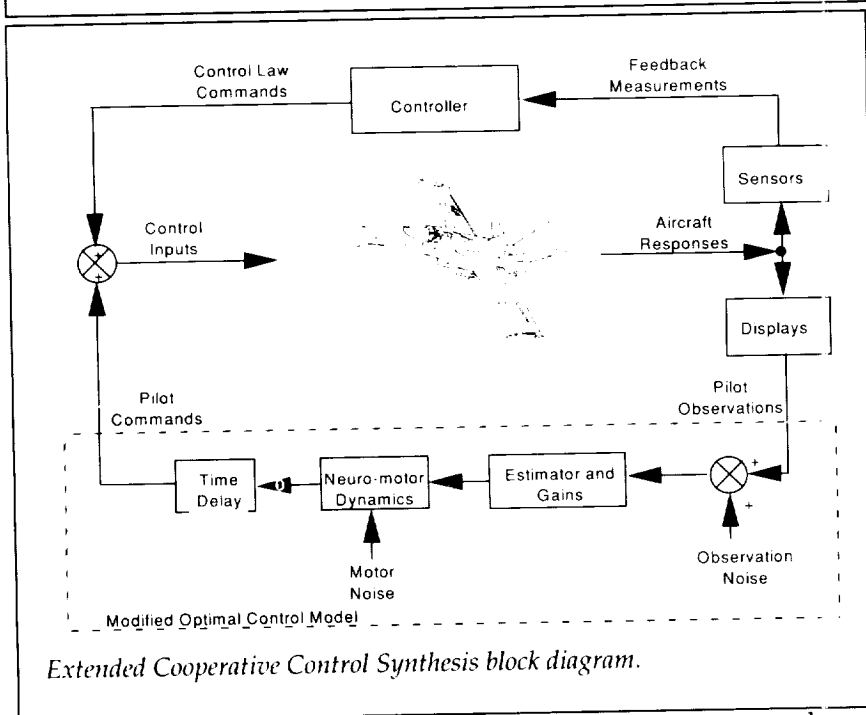 Control Law
Commands
Controller
Feedback
Measurements
Sensors
Control
Inputs
+
+
Aircraft
Responses
Displays
Pilot
Commands
Pilot
Observations
Time
Delay
Neuro-motor
Dynamics
Estimator and
Gains
+
+
Motor
Noise
Observation
Noise
Modified Optimal Control Model
Extended Cooperative Control Synthesis block diagram.